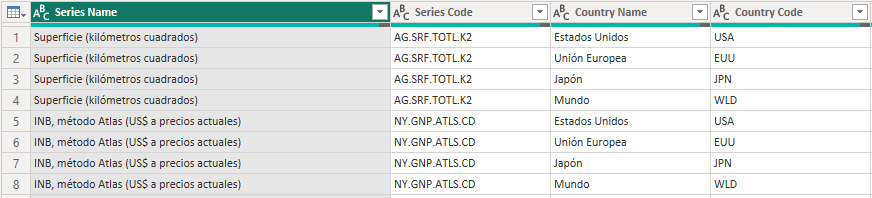 ABC Series Name ABC Series Code ABC Country Name ABC Country Code
1 Superficie (kilómetros cuadrados) AG.SRF.TOTL.K2 Estados Unidos USA
2 Superficie (kilómetros cuadrados) AG.SRF.TOTL.K2 Unión Europea EUU
3 Superficie (kilómetros cuadrados) AG.SRF.TOTL.K2 Japón JPN
4 Superficie (kilómetros cuadrados) AG.SRF.TOTL.K2 Mundo WLD
5 INB, método Atlas (US$ a precios actuales) NY.GNP.ATLS.CD Estados Unidos USA
6 INB, método Atlas (US$ a precios actuales) NY.GNP.ATLS.CD Unión Europea EUU
7 INB, método Atlas (US$ a precios actuales) NY.GNP.ATLS.CD Japón JPN
8 INB, método Atlas (US$ a precios actuales) NY.GNP.ATLS.CD Mundo WLD